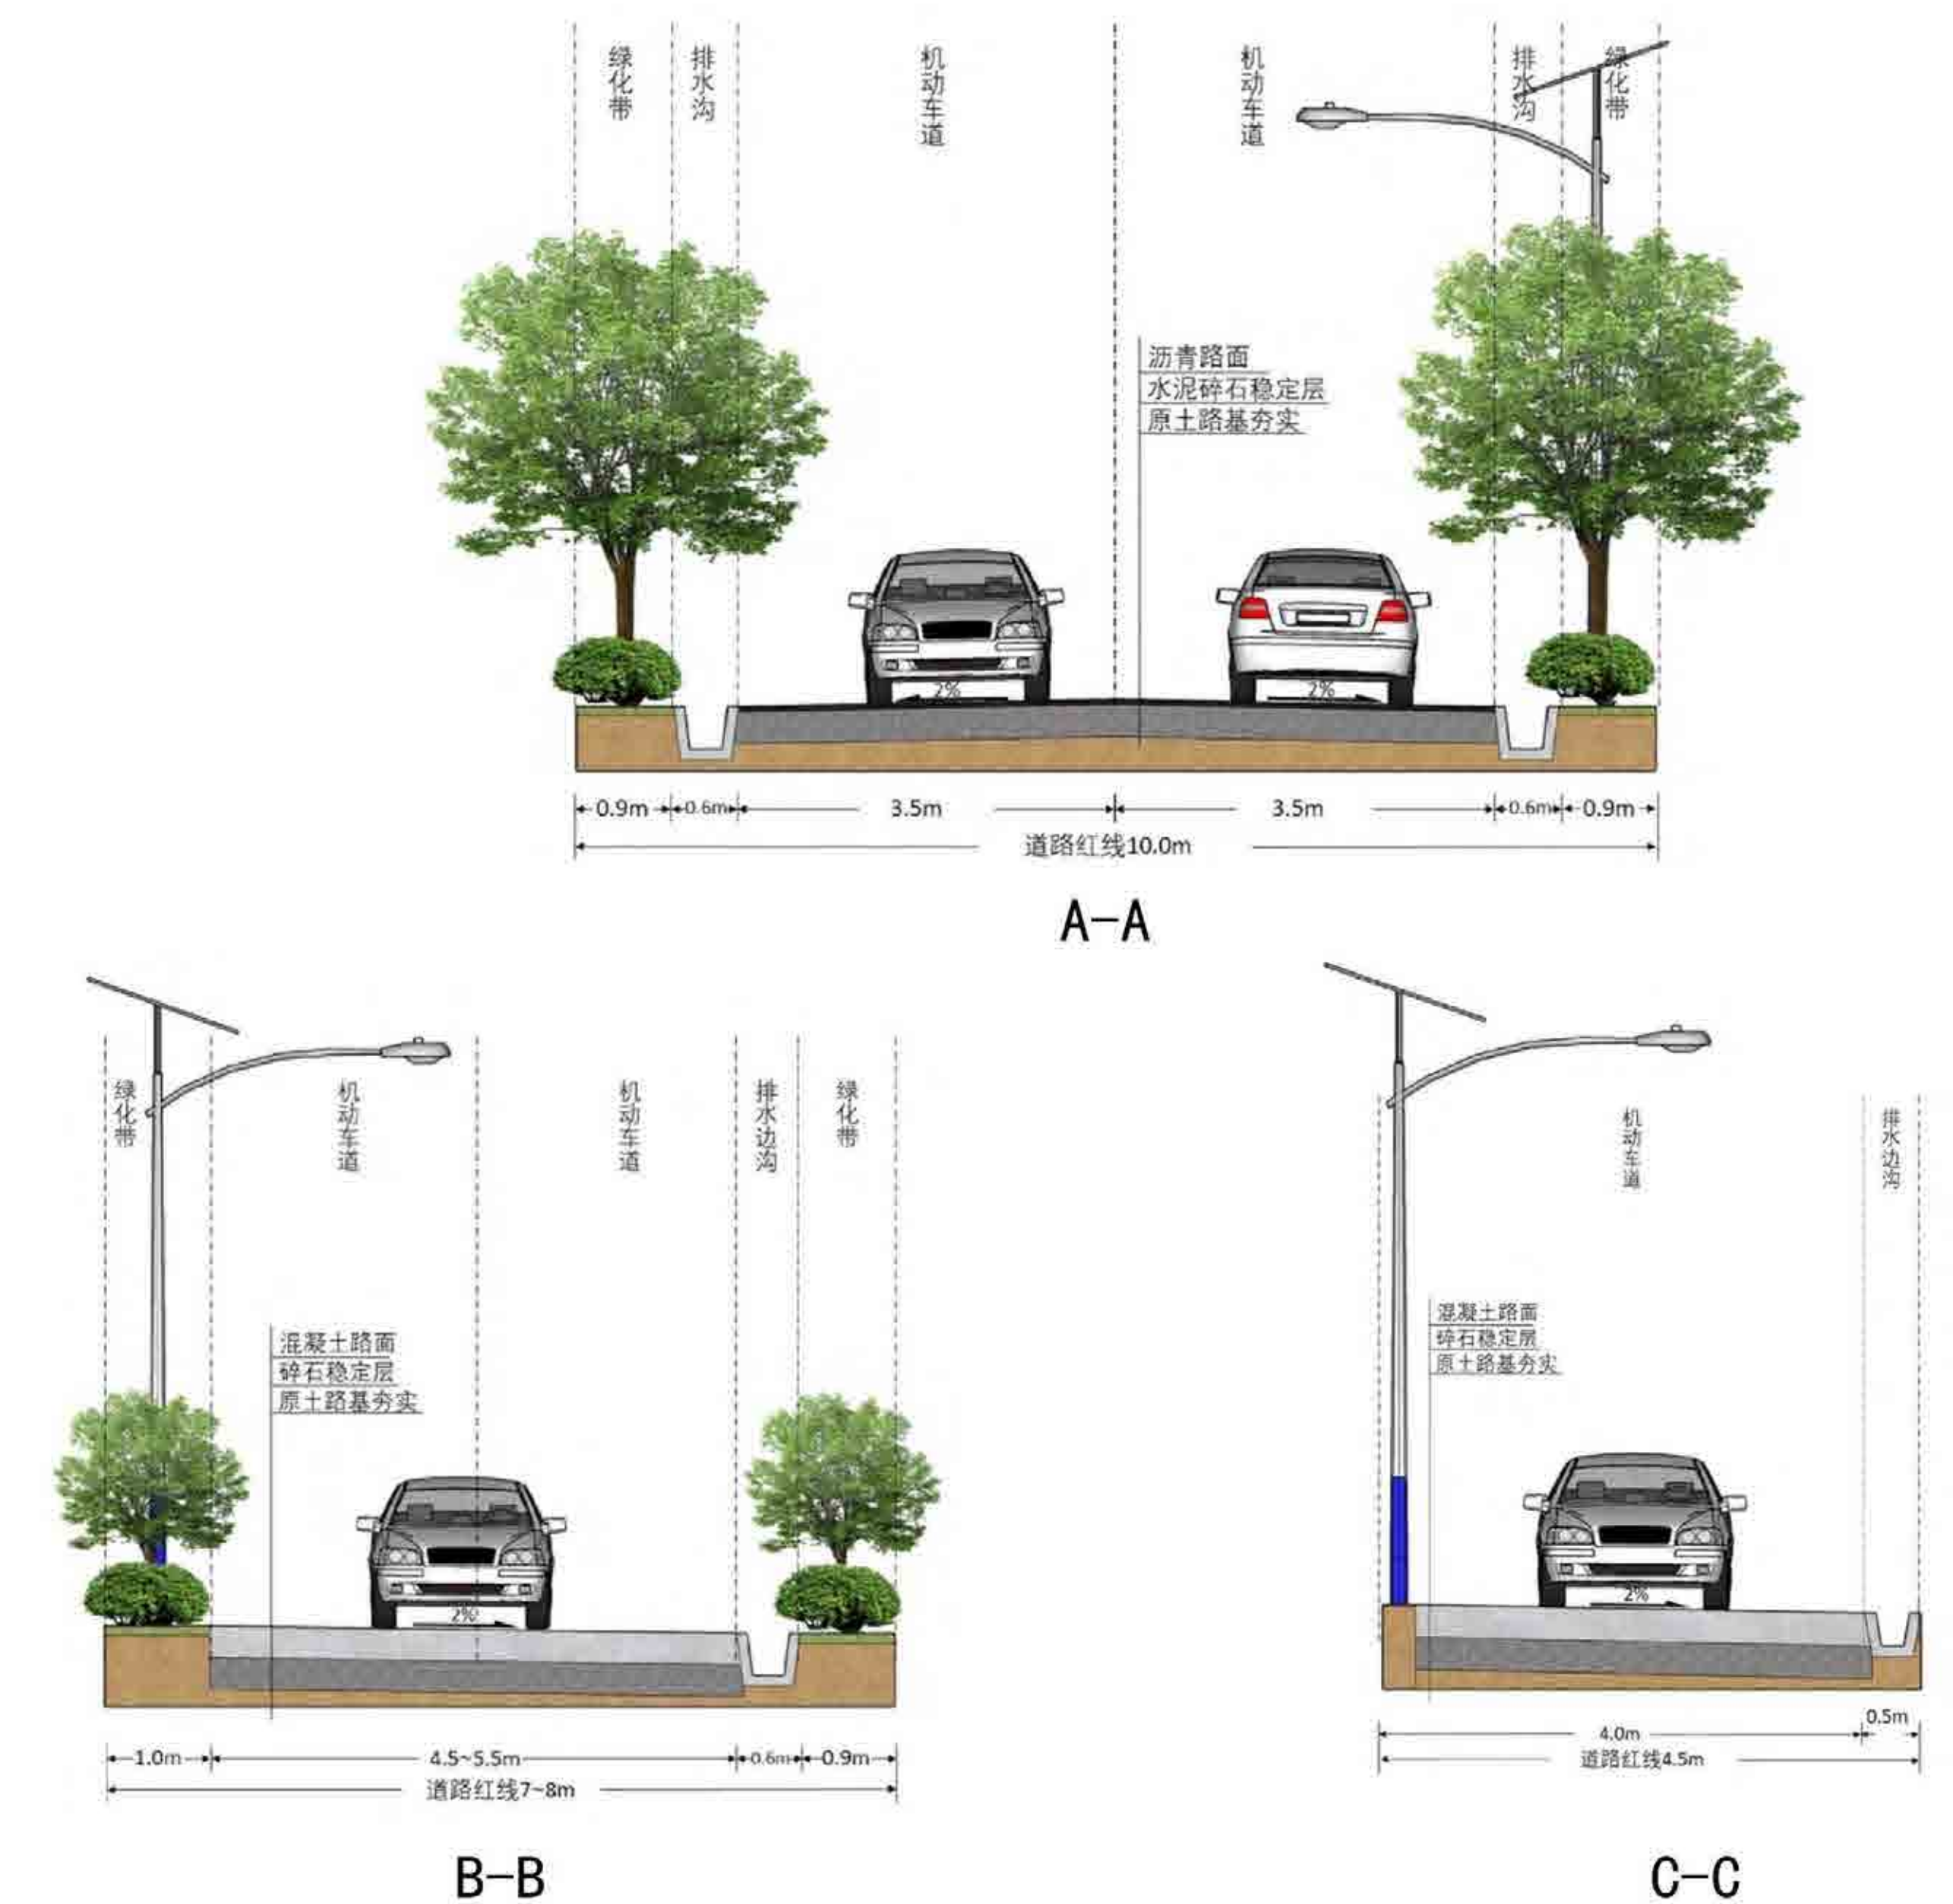 绿化带
排水沟
机动车道
机动车道
排水沟
绿化带
沥青路面
水泥碎石稳定层
原土路基夯实
2%
2%
0.9m
0.6m
3.5m
3.5m
0.6m
0.9m
道路红线10.0m
A-A
绿化带
机动车道
机动车道
排水边沟
绿化带
混凝土路面
碎石稳定层
原土路基夯实
2%
1.0m
4.5~5.5m
0.6m
0.9m
道路红线7~8m
B-B
机动车道
排水边沟
混凝土路面
碎石稳定层
原土路基夯实
2%
4.0m
0.5m
道路红线4.5m
C-C